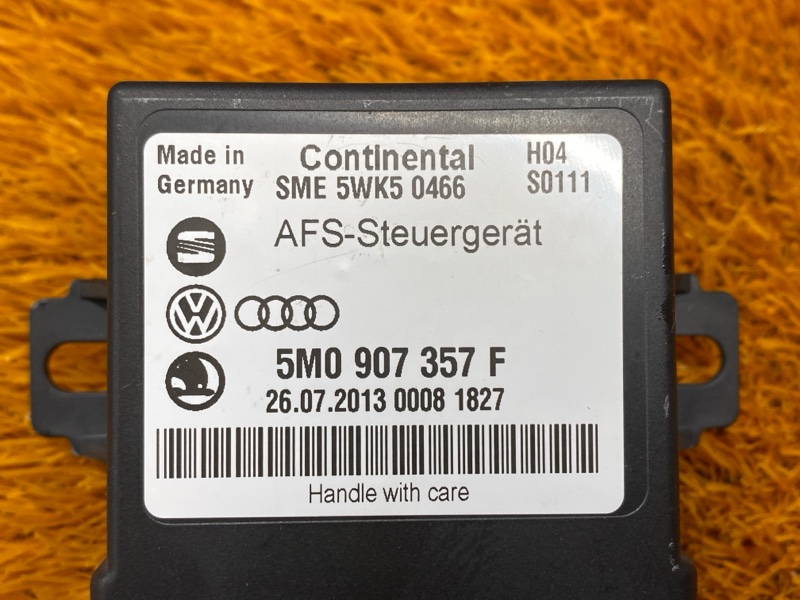 Made in Continental H04
Germany SME 5WK5 0466 S0111
AFS-Steuergerät
5M0 907 357 F
26.07.2013 0008 1827
Handle with care